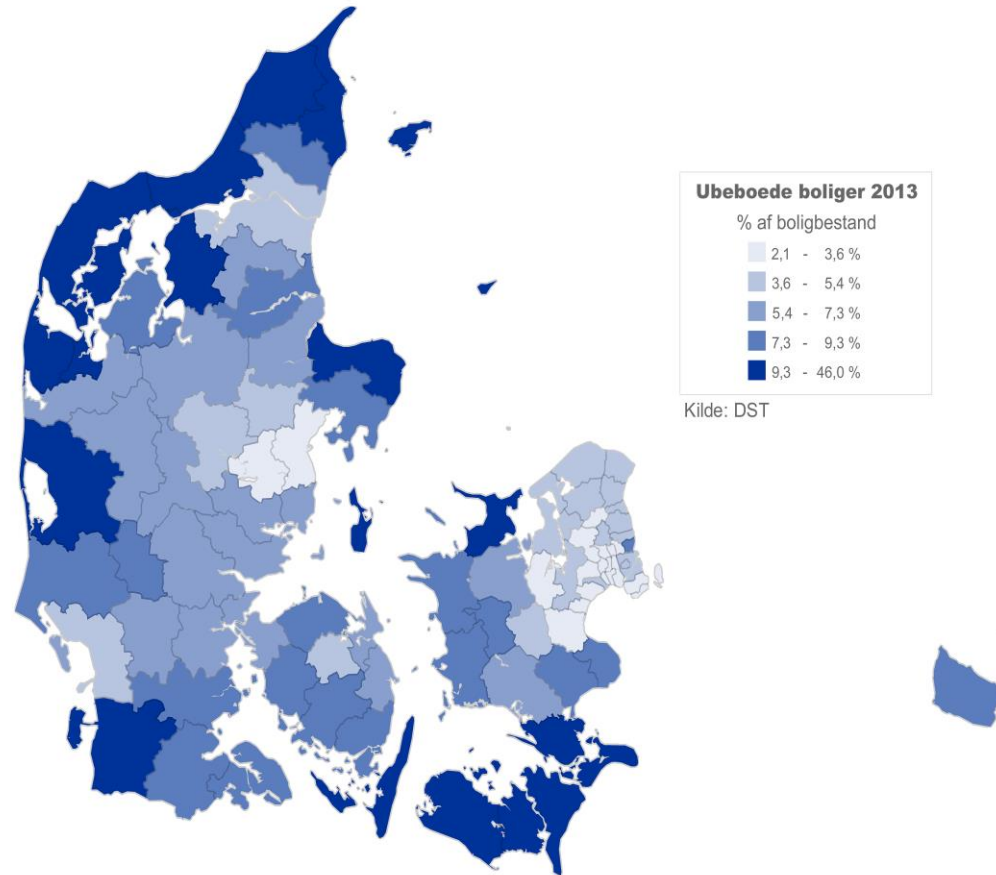 Ubeboede boliger 2013
% af boligbestand
2,1 - 3,6 %
3,6 - 5,4 %
5,4 - 7,3 %
7,3 - 9,3 %
9,3 - 46,0 %
Kilde: DST